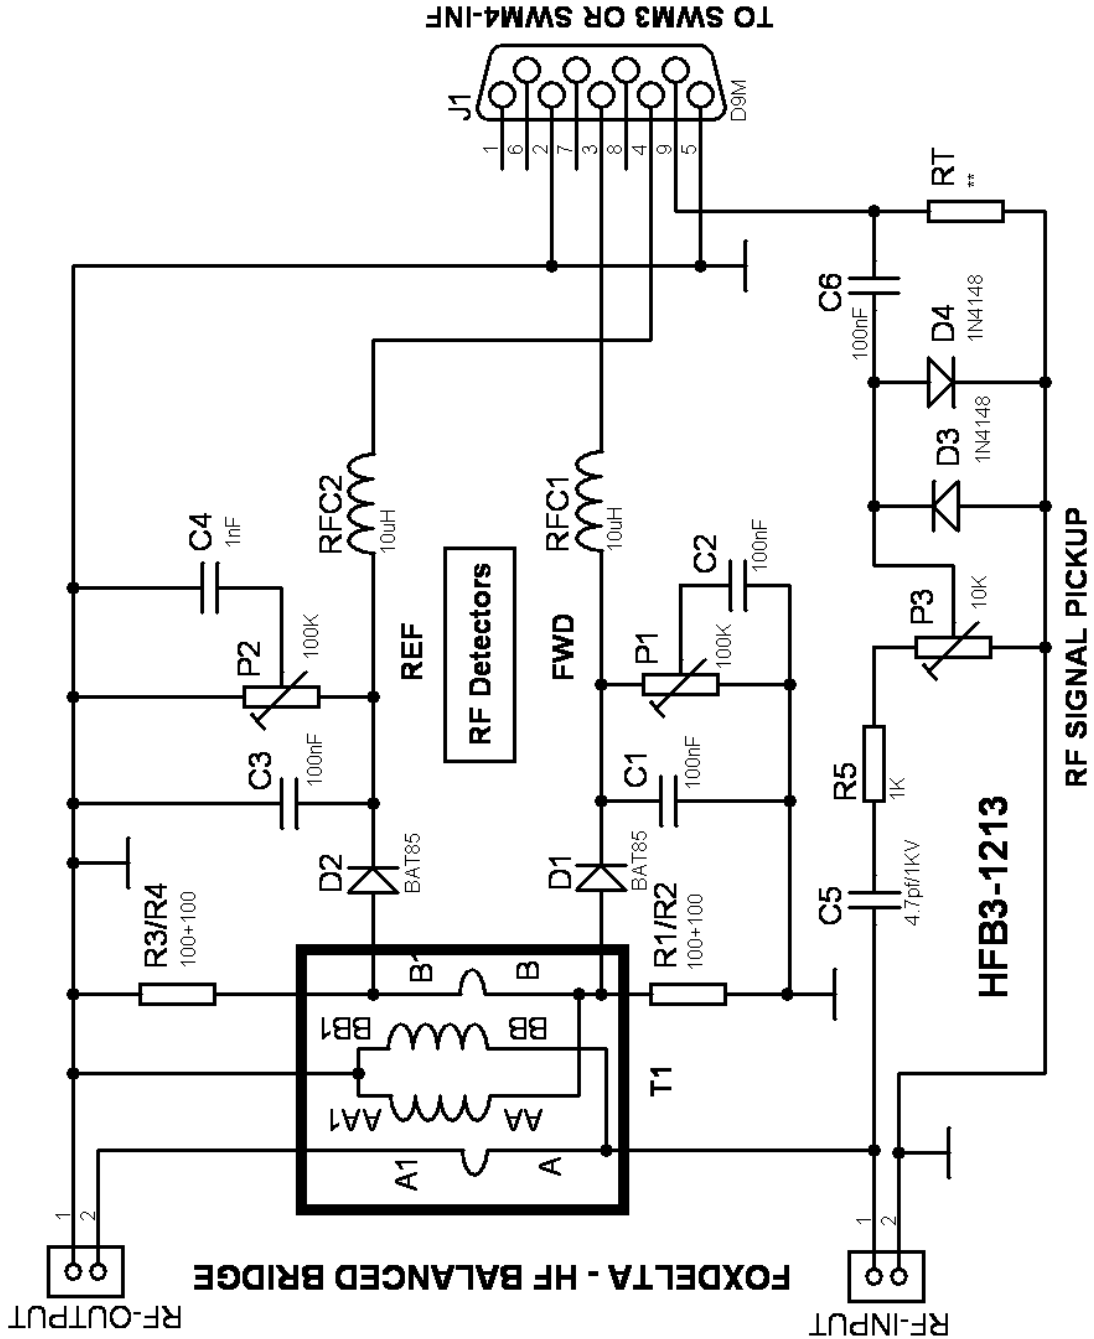 TO SWM3 OR SWM4-INF
J1
D9M
1
6
2
7
3
8
4
9
5
RT
**
C6
100nF
D4
1N4148
D3
1N4148
C4
1nF
RFC2
10uH
RFC1
10uH
C2
100nF
P2
100K
REF
RF Detectors
FWD
P1
100K
P3
10K
C3
100nF
C1
100nF
R5
1K
RF SIGNAL PICKUP
D2
BAT85
D1
BAT85
C5
4.7pf/1KV
HFB3-1213
R3/R4
100+100
R1/R2
100+100
B1
B
BB1
BB
AA1
AA
A1
A
T1
1
2
RF-OUTPUT
FOXDELTA - HF BALANCED BRIDGE
1
2
RF-INPUT